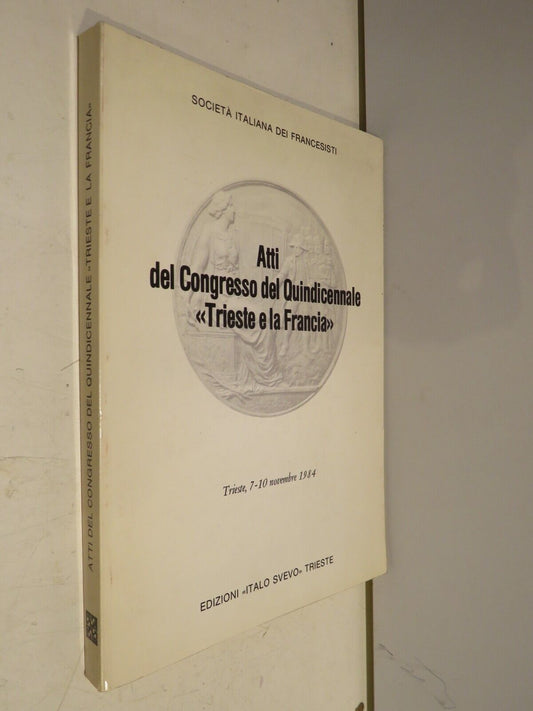 SOCIETÀ ITALIANA DEI FRANCESISTI
Atti
del Congresso del Quindicennale
«Trieste e la Francia»
Trieste, 7-10 novembre 1984
EDIZIONI «ITALO SVEVO» TRIESTE
ATTI DEL CONGRESSO DEL QUINDICENNALE «TRIESTE E LA FRANCIA»